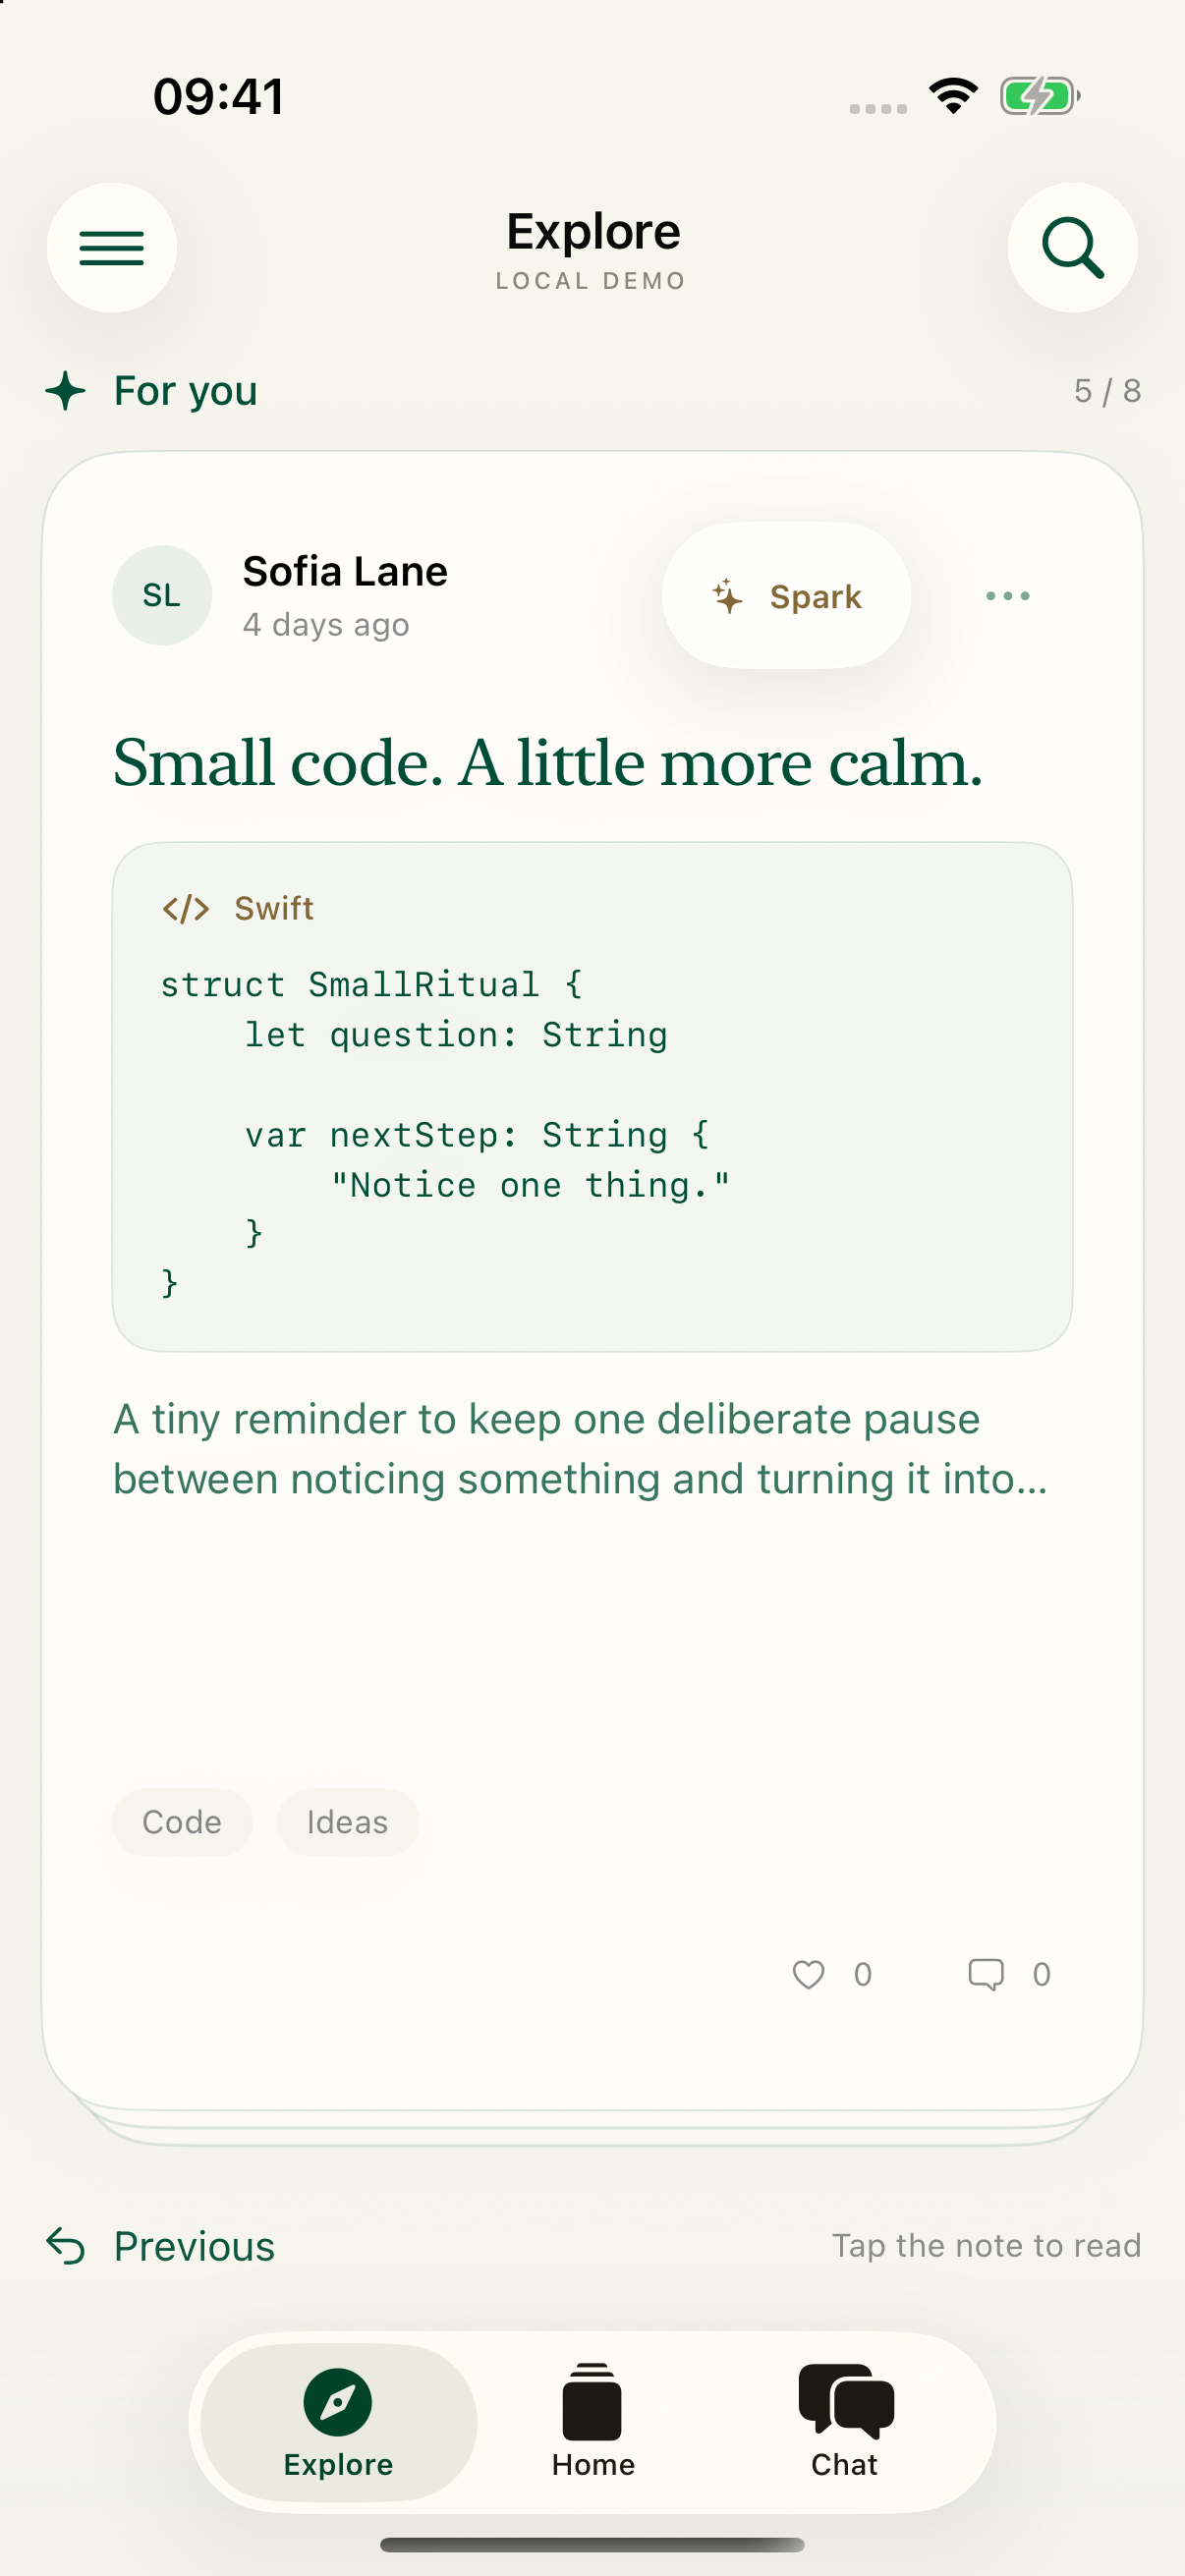 09:41
Explore
LOCAL DEMO
For you
5 / 8
SL
Sofia Lane
4 days ago
Spark
Small code. A little more calm.
</> Swift
struct SmallRitual {
    let question: String

    var nextStep: String {
        "Notice one thing."
    }
}
A tiny reminder to keep one deliberate pause
between noticing something and turning it into...
Code
Ideas
0
0
Previous
Tap the note to read
Explore
Home
Chat